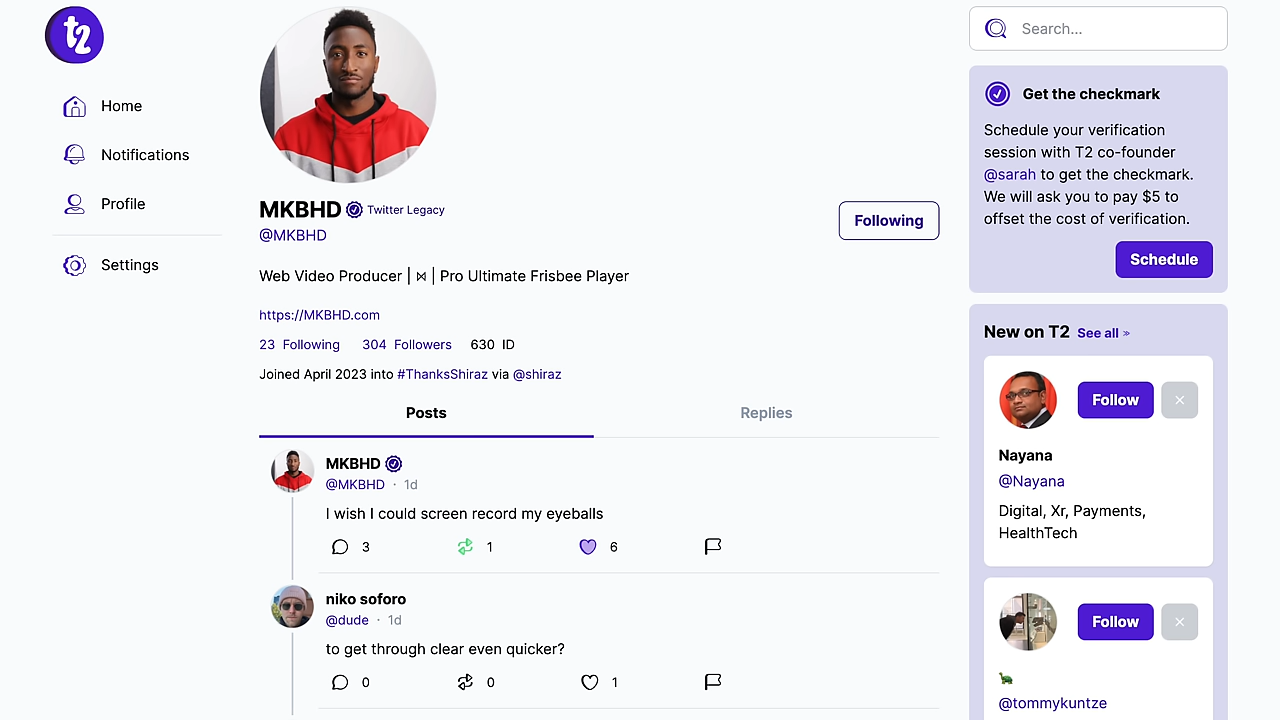 t2
Home
Notifications
Profile
Settings
MKBHD Twitter Legacy
@MKBHD
Following
Web Video Producer | ⋈ | Pro Ultimate Frisbee Player
https://MKBHD.com
23 Following 304 Followers 630 ID
Joined April 2023 into #ThanksShiraz via @shiraz
Posts Replies
MKBHD
@MKBHD · 1d
I wish I could screen record my eyeballs
3 1 6
niko soforo
@dude · 1d
to get through clear even quicker?
0 0 1
Search...
Get the checkmark
Schedule your verification
session with T2 co-founder
@sarah to get the checkmark.
We will ask you to pay $5 to
offset the cost of verification.
Schedule
New on T2 See all »
Follow ×
Nayana
@Nayana
Digital, Xr, Payments,
HealthTech
Follow ×
🐢
@tommykuntze